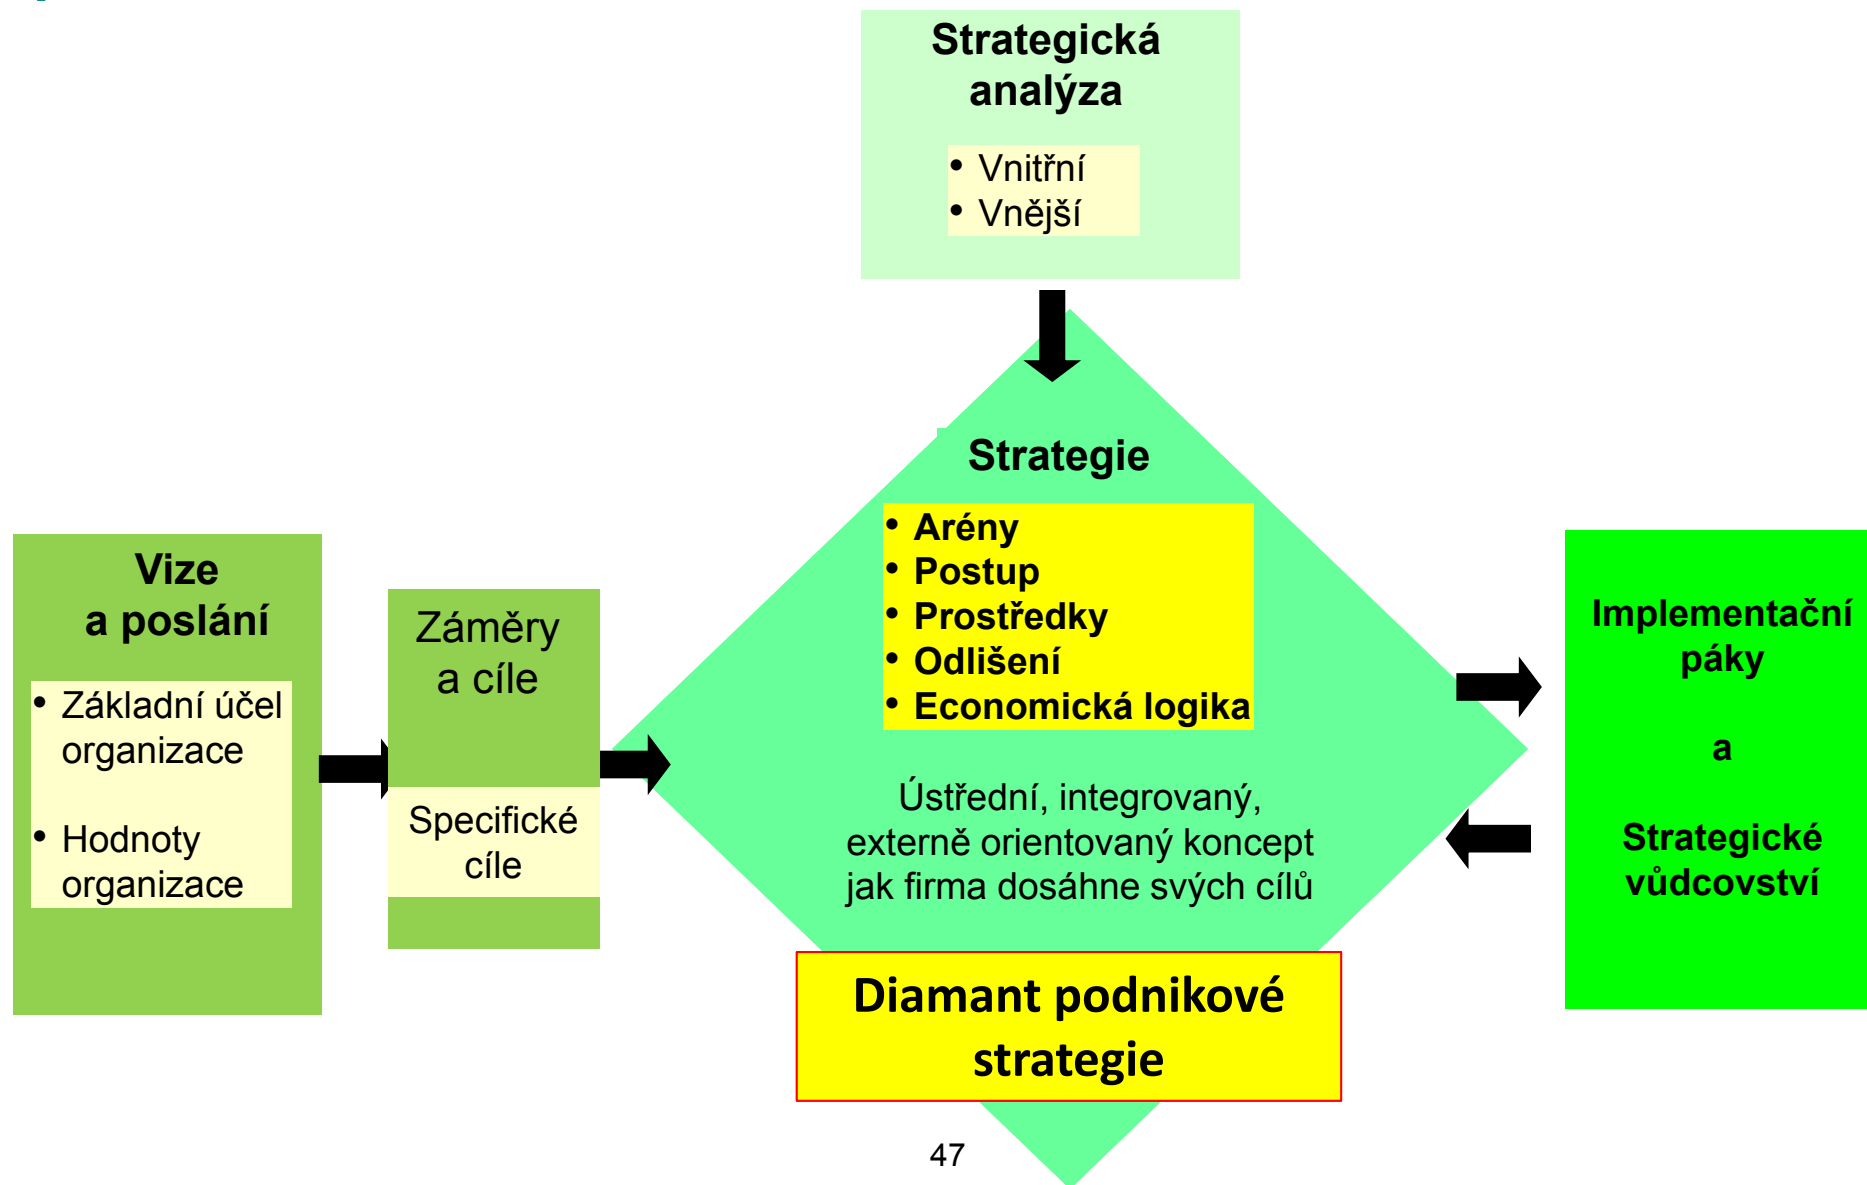 Strategická
analýza
• Vnitřní
• Vnější
Strategie
• Arény
• Postup
• Prostředky
• Odlišení
• Economická logika
Ústřední, integrovaný,
externě orientovaný koncept
jak firma dosáhne svých cílů
Diamant podnikové
strategie
Vize
a poslání
• Základní účel
organizace
• Hodnoty
organizace
Záměry
a cíle
Specifické
cíle
Implementační
páky
a
Strategické
vůdcovství
47